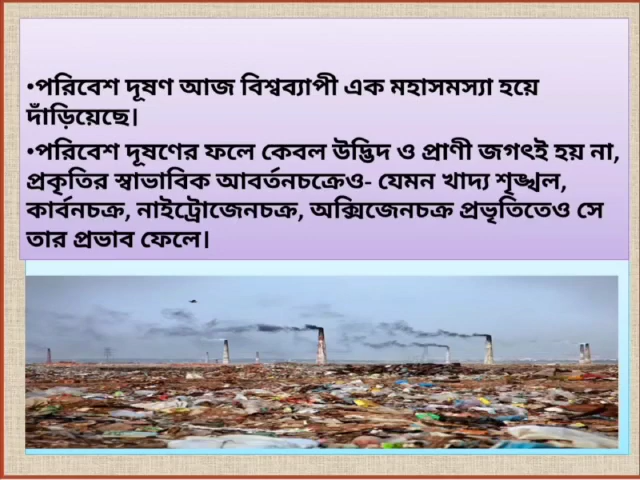 •পরিবেশ দূষণ আজ বিশ্বব্যাপী এক মহাসমস্যা হয়ে
দাঁড়িয়েছে।
•পরিবেশ দূষণের ফলে কেবল উদ্ভিদ ও প্রাণী জগৎই হয় না,
প্রকৃতির স্বাভাবিক আবর্তনচক্রেও- যেমন খাদ্য শৃঙ্খল,
কার্বনচক্র, নাইট্রোজেনচক্র, অক্সিজেনচক্র প্রভৃতিতেও সে
তার প্রভাব ফেলে।